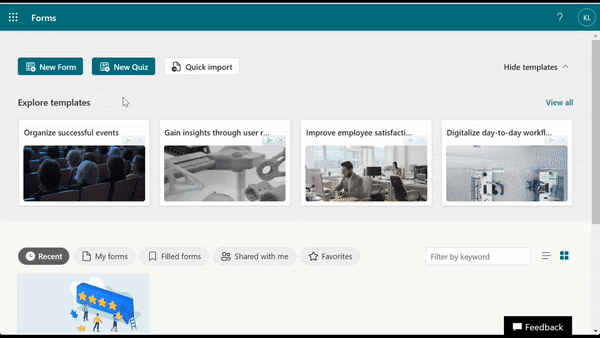 Forms
?
KL
New Form
New Quiz
Quick import
Hide templates
Explore templates
View all
Organize successful events
Gain insights through user r...
Improve employee satisfacti...
Digitalize day-to-day workfl...
Recent
My forms
Filled forms
Shared with me
Favorites
Filter by keyword
Feedback